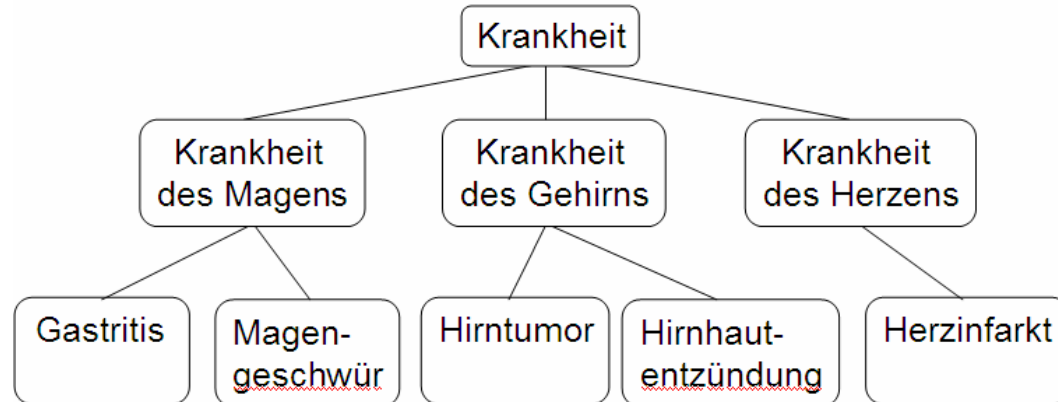 Krankheit
Krankheit
des Magens
Krankheit
des Gehirns
Krankheit
des Herzens
Gastritis
Magen-
geschwür
Hirntumor
Hirnhaut-
entzündung
Herzinfarkt